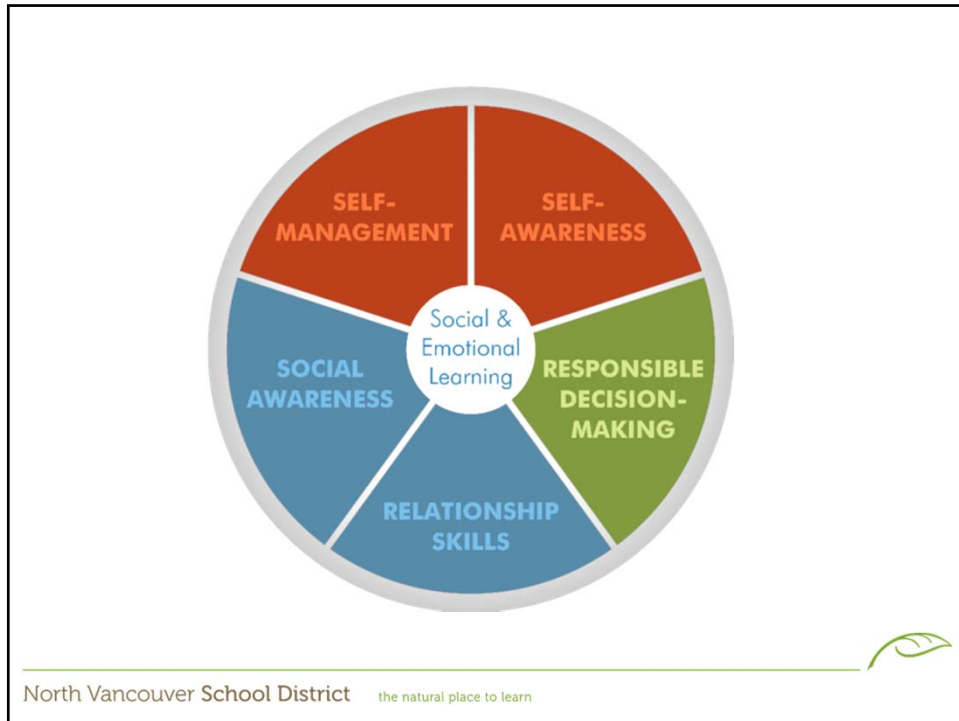 SELF-
MANAGEMENT
SELF-
AWARENESS
Social &
Emotional
Learning
SOCIAL
AWARENESS
RESPONSIBLE
DECISION-
MAKING
RELATIONSHIP
SKILLS
North Vancouver School District the natural place to learn